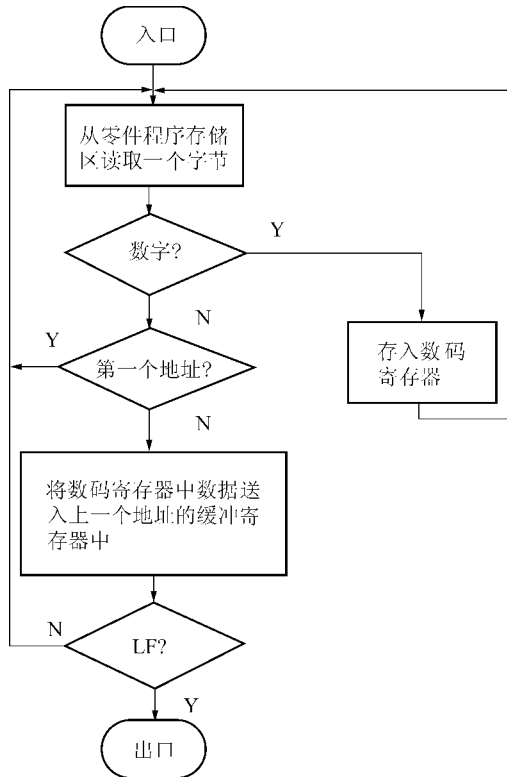 入口
从零件程序存储
区读取一个字节
数字?
Y
N
第一个地址?
Y
N
存入数码
寄存器
将数码寄存器中数据送
入上一个地址的缓冲寄
存器中
LF?
N
Y
出口